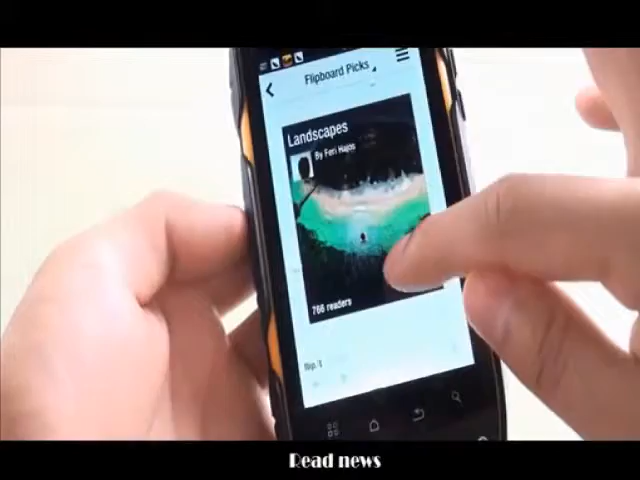 Flipboard Picks
Landscapes
By Feri Hajos
766 readers
Read news